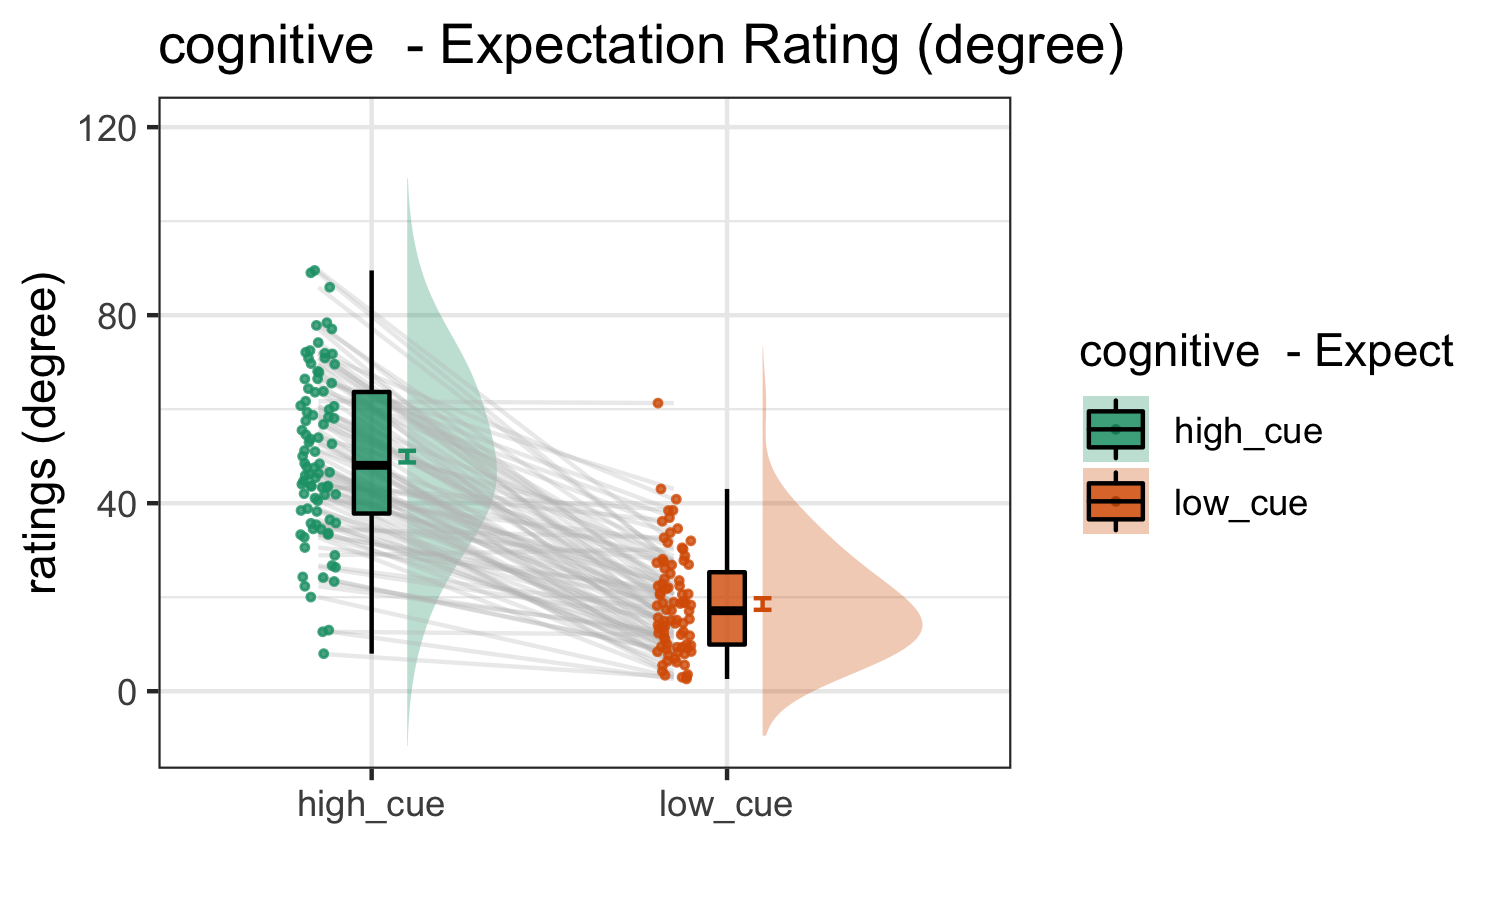 cognitive  - Expectation Rating (degree)
120
80
40
0
ratings (degree)
high_cue
low_cue
cognitive  - Expect
high_cue
low_cue